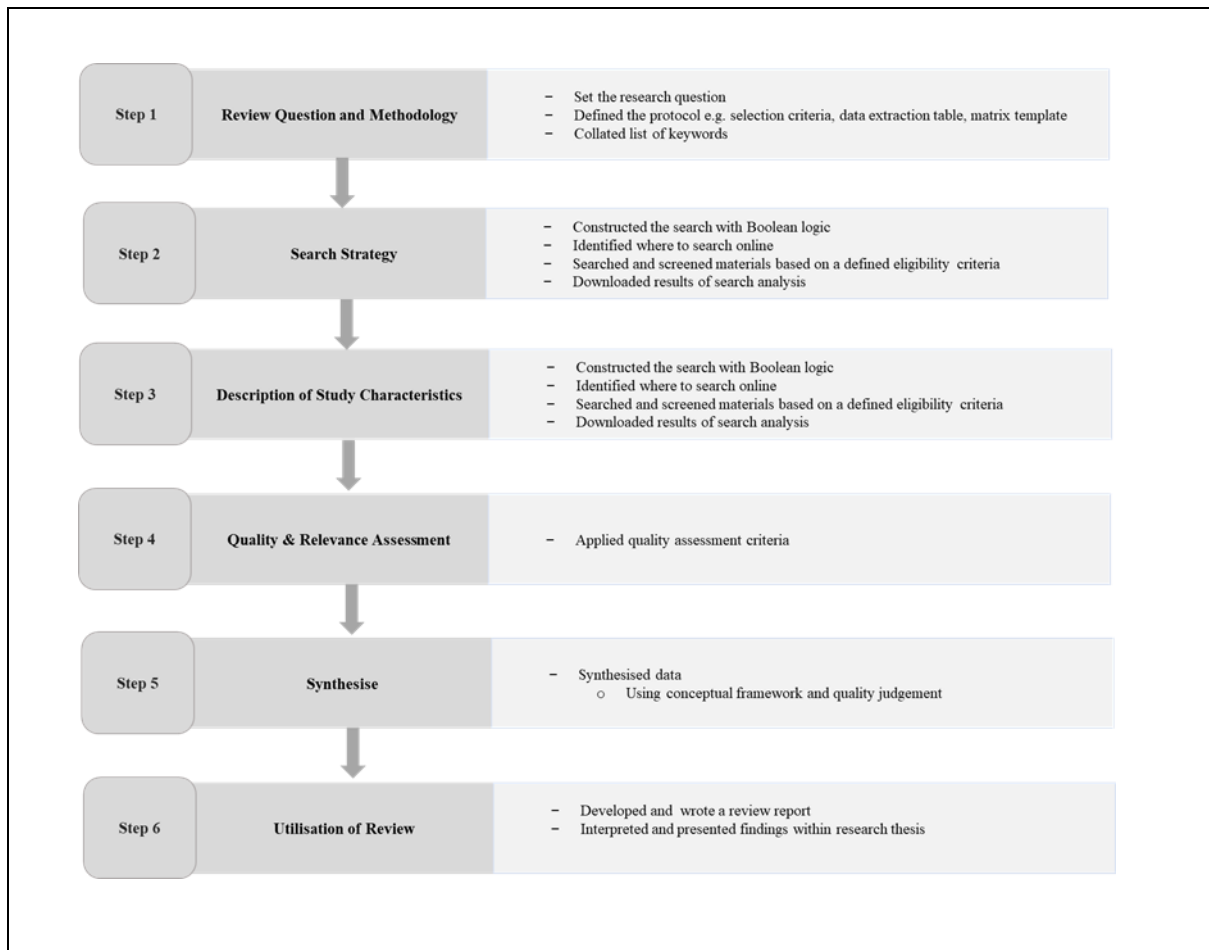 Step 1
Review Question and Methodology
− Set the research question
− Defined the protocol e.g. selection criteria, data extraction table, matrix template
− Collated list of keywords
Step 2
Search Strategy
− Constructed the search with Boolean logic
− Identified where to search online
− Searched and screened materials based on a defined eligibility criteria
− Downloaded results of search analysis
Step 3
Description of Study Characteristics
− Constructed the search with Boolean logic
− Identified where to search online
− Searched and screened materials based on a defined eligibility criteria
− Downloaded results of search analysis
Step 4
Quality & Relevance Assessment
− Applied quality assessment criteria
Step 5
Synthesise
− Synthesised data
o Using conceptual framework and quality judgement
Step 6
Utilisation of Review
− Developed and wrote a review report
− Interpreted and presented findings within research thesis